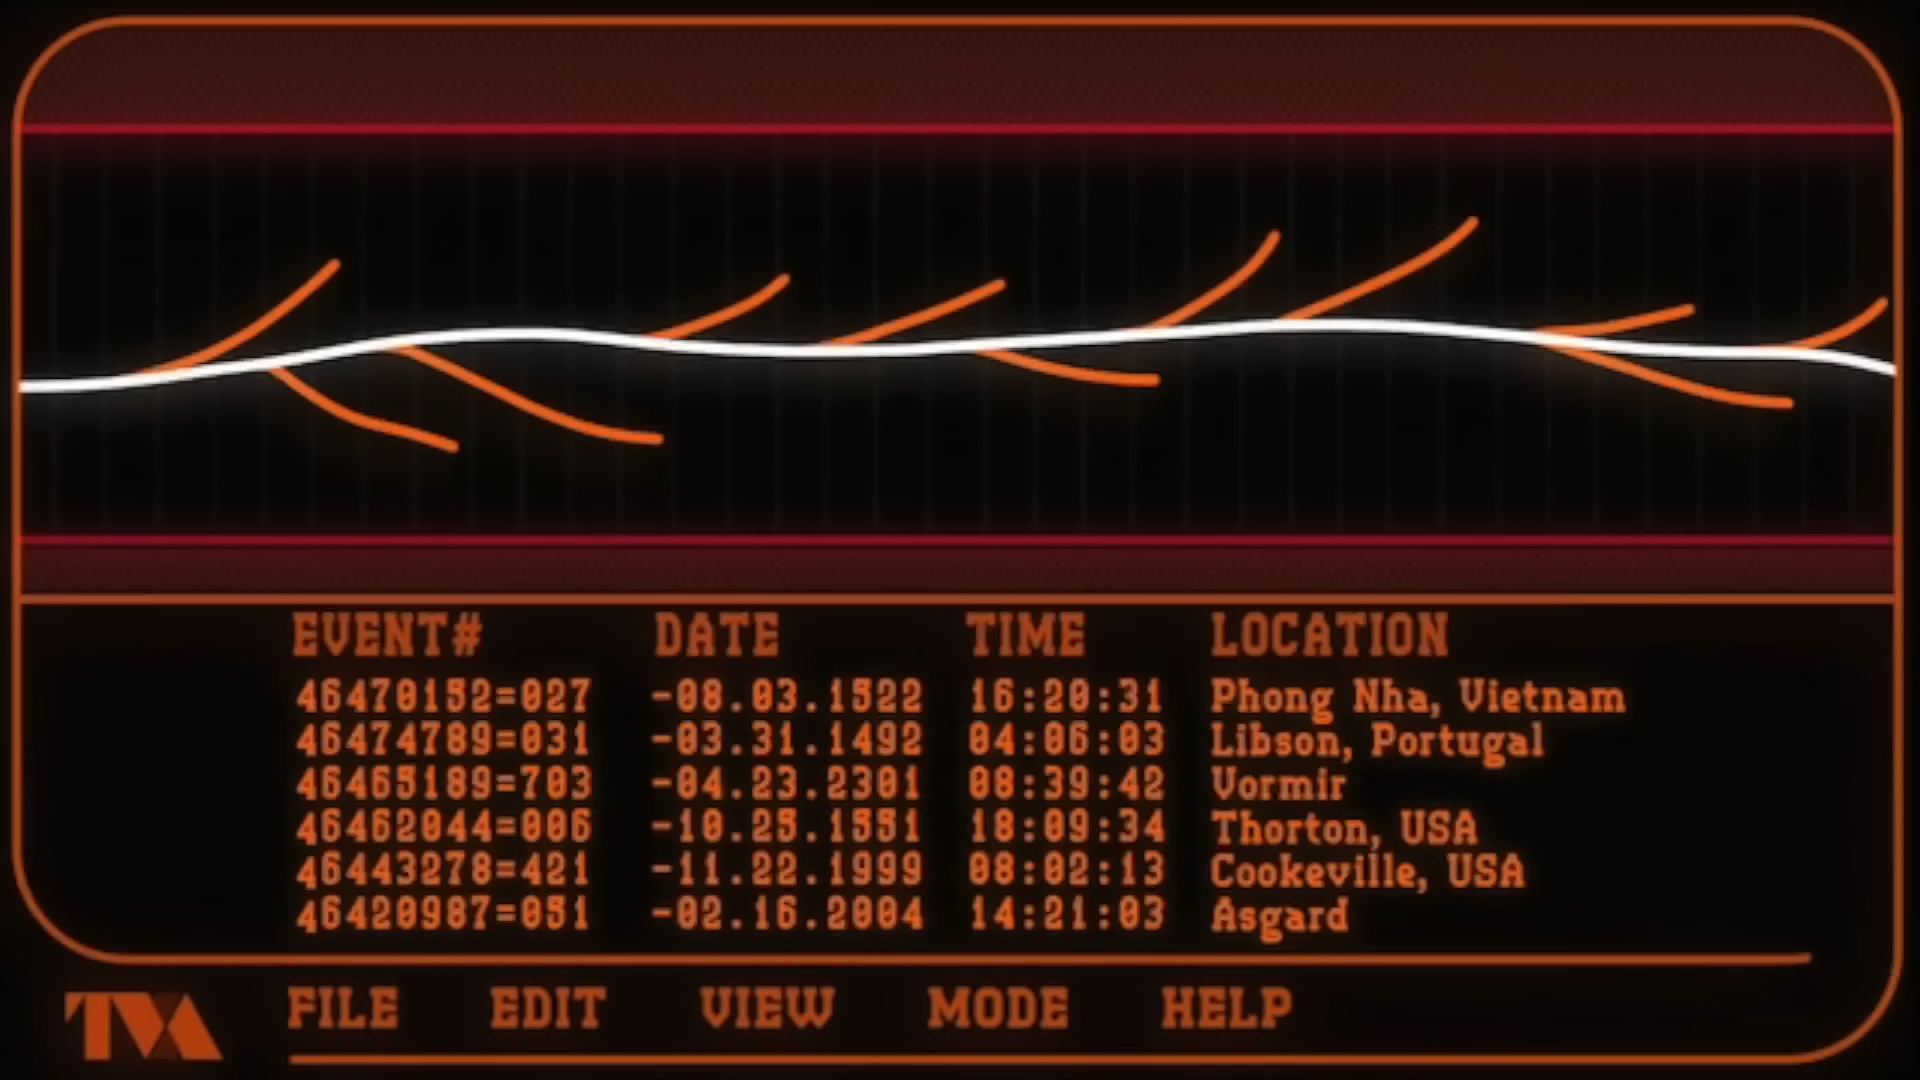 EVENT# DATE TIME LOCATION
46470152=027 -08.03.1522 16:20:31 Phong Nha, Vietnam
46474789=031 -03.31.1492 04:06:03 Libson, Portugal
46465189=703 -04.23.2301 08:39:42 Vormir
46462044=006 -10.25.1551 18:09:34 Thorton, USA
46443278=421 -11.22.1999 08:02:13 Cookeville, USA
46420987=051 -02.16.2004 14:21:03 Asgard
TVA FILE EDIT VIEW MODE HELP